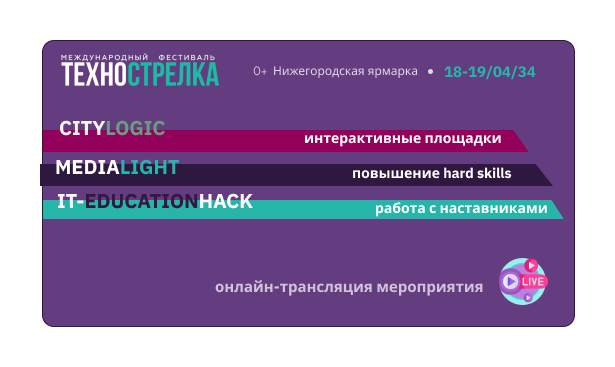 МЕЖДУНАРОДНЫЙ ФЕСТИВАЛЬ
ТЕХНОСТРЕЛКА
0+ Нижегородская ярмарка • 18-19/04/34
CITYLOGIC
интерактивные площадки
MEDIALIGHT
повышение hard skills
IT-EDUCATIONHACK
работа с наставниками
онлайн-трансляция мероприятия
LIVE